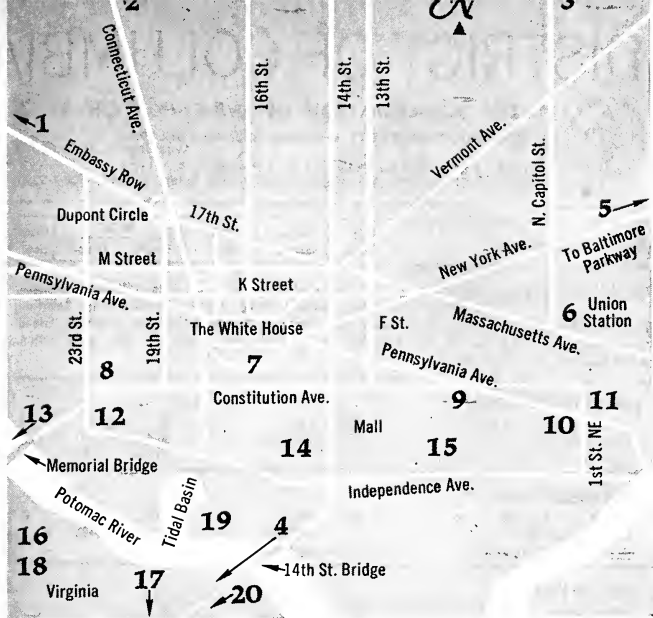 2
N
3
Connecticut Ave.
16th St.
14th St.
13th St.
Vermont Ave.
N. Capitol St.
1
Embassy Row
Dupont Circle
17th St.
5
To Baltimore
Parkway
New York Ave.
M Street
K Street
Pennsylvania Ave.
23rd St.
19th St.
The White House
F St.
Massachusetts Ave.
6
Union
Station
7
8
Pennsylvania Ave.
Constitution Ave.
9
11
13
12
Mall
10
14
15
1st St. NE
Memorial Bridge
Independence Ave.
Potomac River
Tidal Basin
19
4
16
18
14th St. Bridge
Virginia
17
20